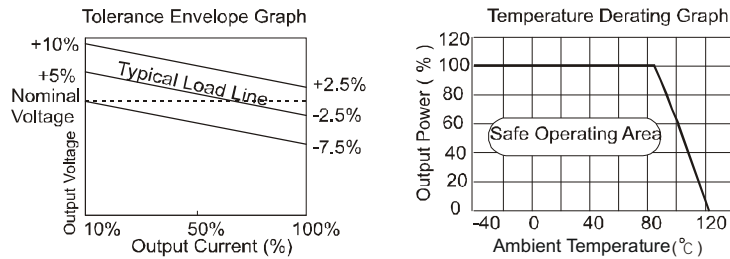 Tolerance Envelope Graph
+10%
+5%
Nominal
Voltage
Output Voltage
Typical Load Line
+2.5%
-2.5%
-7.5%
10%
50%
100%
Output Current (%)
Temperature Derating Graph
Output Power ( % )
120
100
80
60
40
20
0
Safe Operating Area
-40
0
40
80
120
Ambient Temperature(℃)